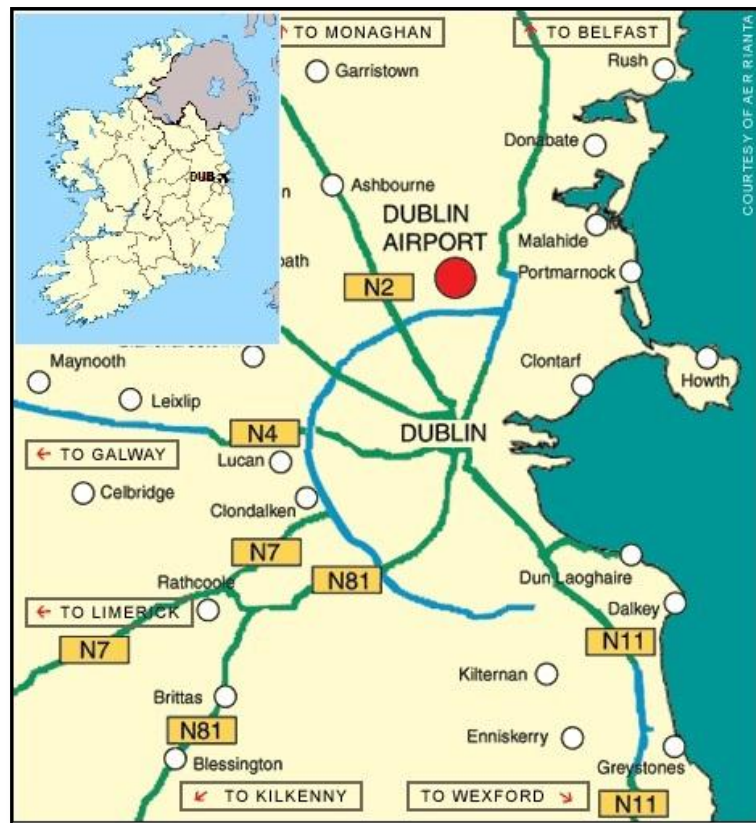 TO MONAGHAN
TO BELFAST
COURTESY OF AER RIANTA
Garristown
Rush
Donabate
DUB
Ashbourne
DUBLIN
AIRPORT
Malahide
N2
Portmarnock
Maynooth
Clontarf
Howth
Leixlip
N4
DUBLIN
← TO GALWAY
Lucan
Celbridge
Clondalken
N7
Dun Laoghaire
Rathcoole
N81
← TO LIMERICK
Dalkey
N7
N11
Kilternan
Brittas
N81
Enniskerry
Blessington
Greystones
TO KILKENNY
TO WEXFORD
N11